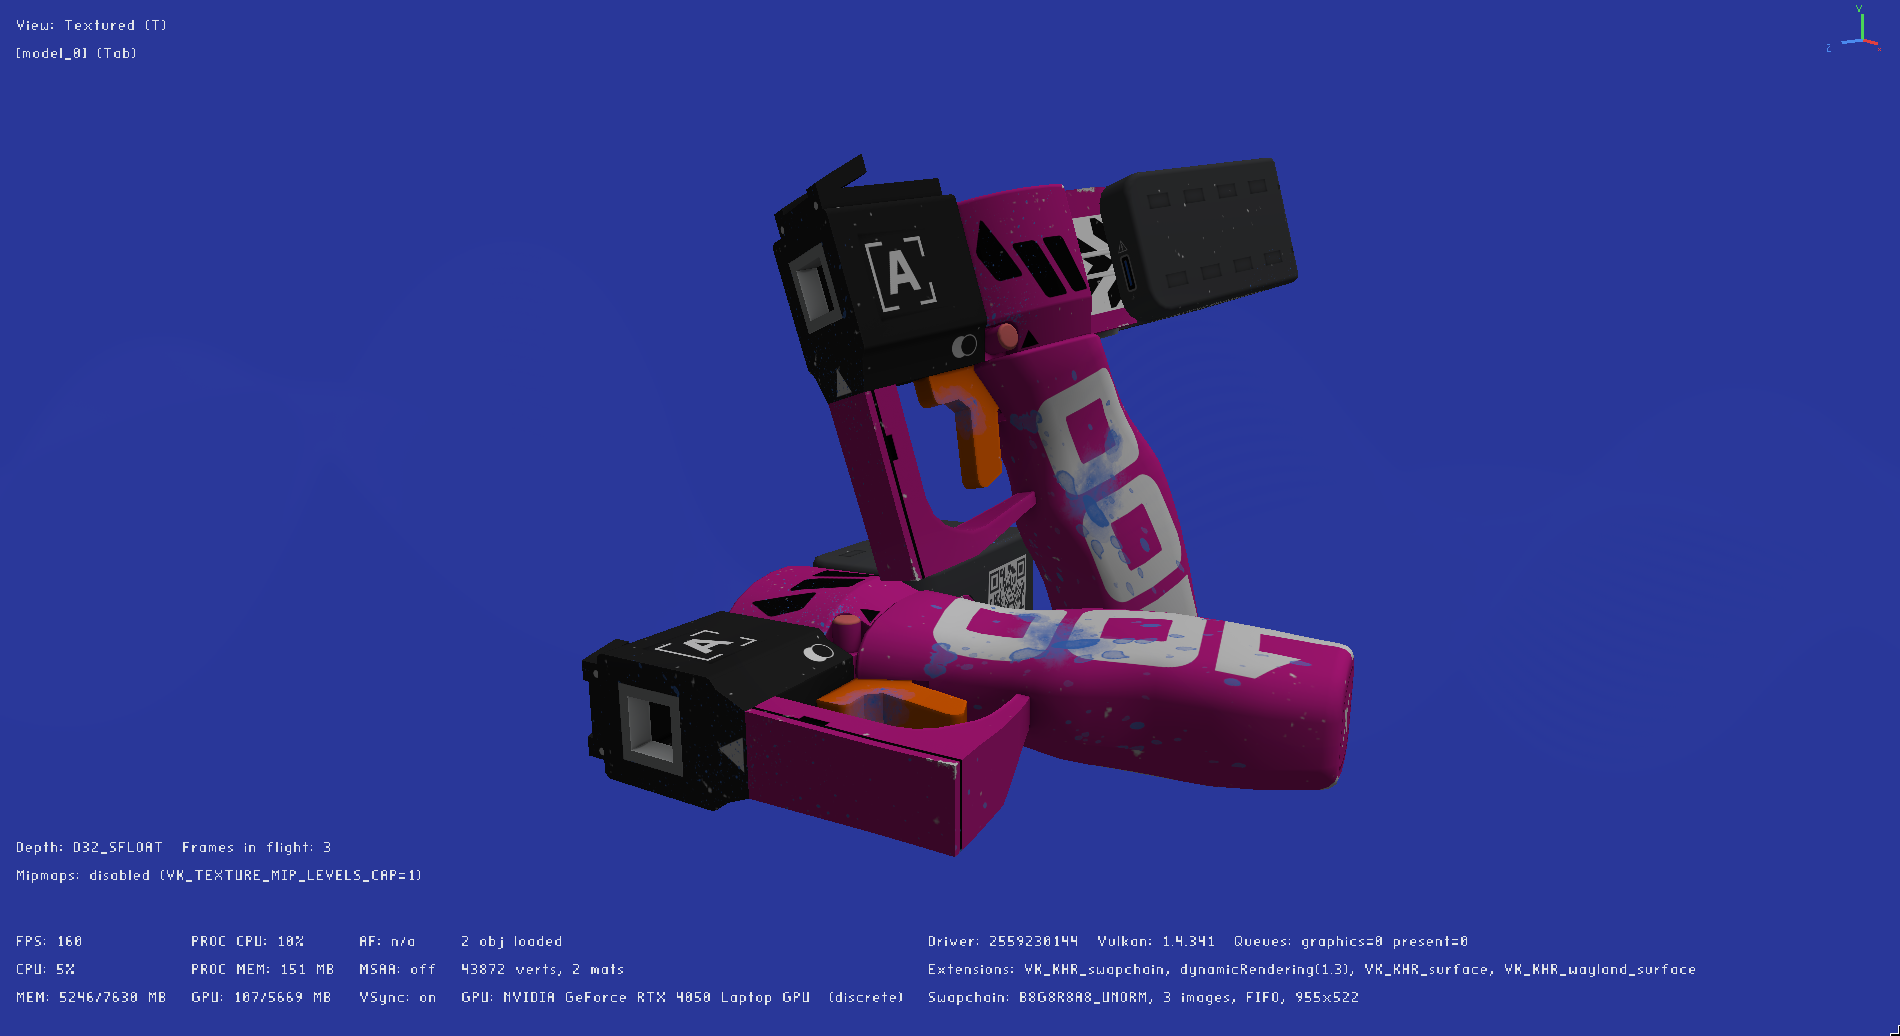 View: Textured (T)
[model_0] (Tab)
Y
Z
X
A
A
Depth: D32_SFLOAT  Frames in flight: 3
Mipmaps: disabled (VK_TEXTURE_MIP_LEVELS_CAP=1)
FPS: 160  PROC CPU: 10%  AF: n/a  2 obj loaded  Driver: 2559230144  Vulkan: 1.4.341  Queues: graphics=0 present=0
CPU: 5%  PROC MEM: 151 MB  MSAA: off  43872 verts, 2 mats  Extensions: VK_KHR_swapchain, dynamicRendering(1.3), VK_KHR_surface, VK_KHR_wayland_surface
MEM: 5246/7630 MB  GPU: 107/5669 MB  VSync: on  GPU: NVIDIA GeForce RTX 4050 Laptop GPU  (discrete)  Swapchain: B8G8R8A8_UNORM, 3 images, FIFO, 955x522